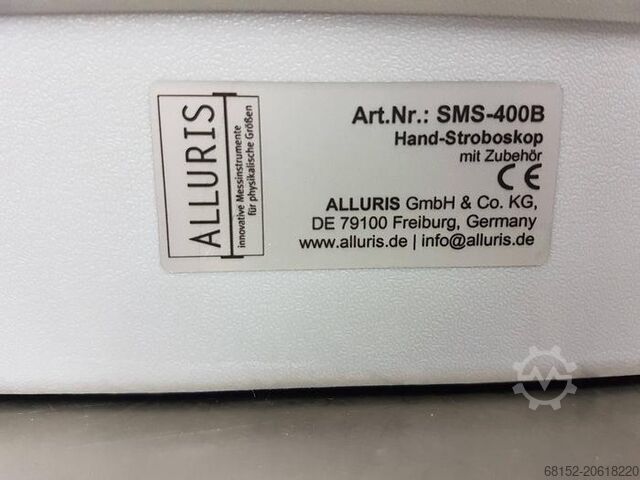 ALLURIS
innovative Messinstrumente
für physikalische Größen
Art.Nr.: SMS-400B
Hand-Stroboskop
mit Zubehör
CE
ALLURIS GmbH & Co. KG,
DE 79100 Freiburg, Germany
www.alluris.de | info@alluris.de
68152-20618220